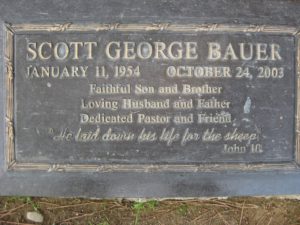 SCOTT GEORGE BAUER
JANUARY 11, 1954 OCTOBER 24, 2003
Faithful Son and Brother
Loving Husband and Father
Dedicated Pastor and Friend
"He laid down his life for the sheep"
John 10